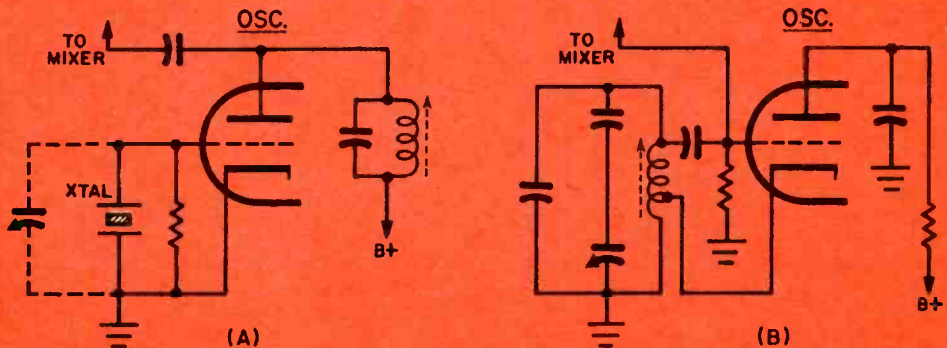 OSC.
TO
MIXER
XTAL
B+
(A)
OSC.
TO
MIXER
B+
(B)